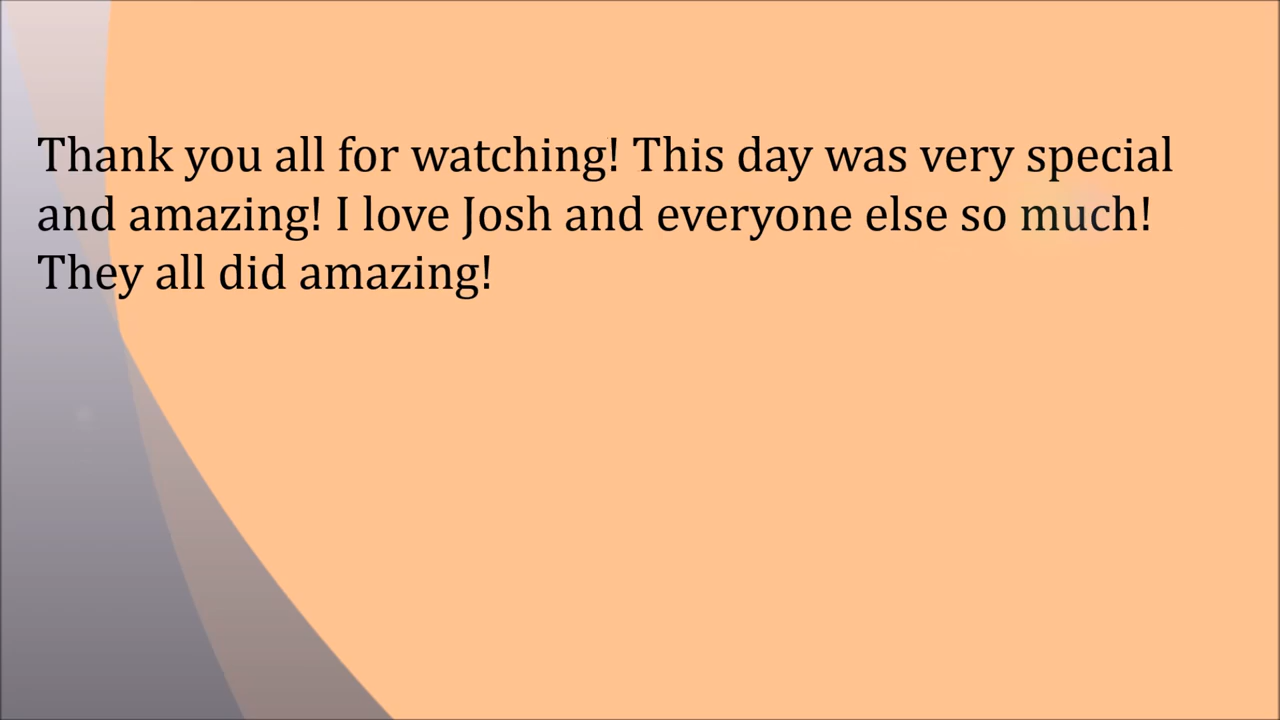 Thank you all for watching! This day was very special
and amazing! I love Josh and everyone else so much!
They all did amazing!